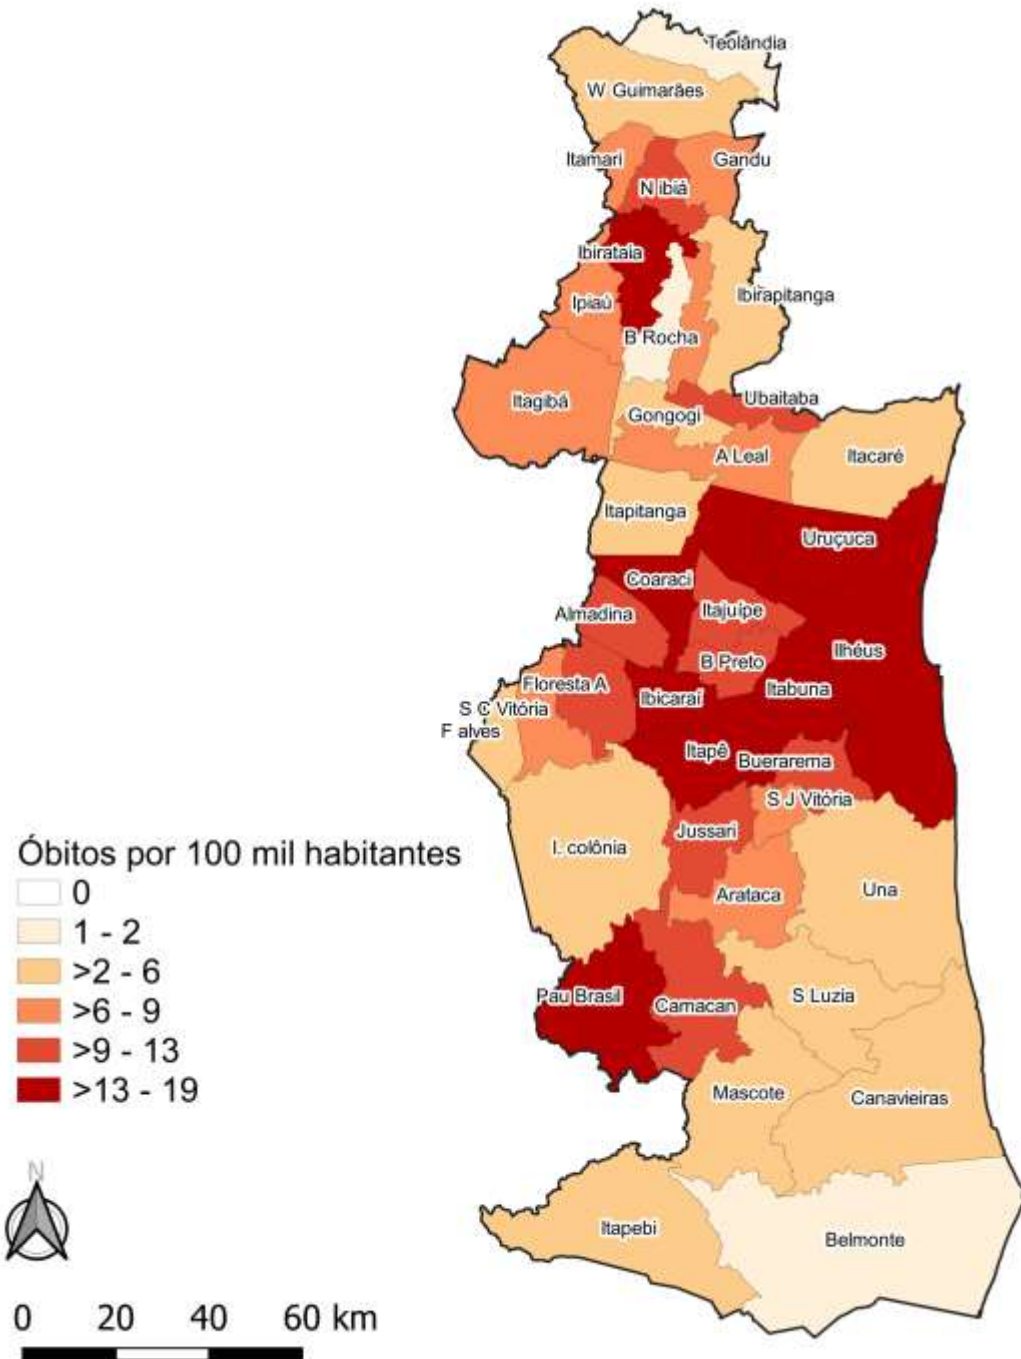 Teolândia
W Guimarães
Itamari
Gandu
N ibiá
Ibirataia
Ipiaú
Ibirapitanga
B Rocha
Itagibá
Ubaitaba
Gongogi
A Leal
Itacaré
Itapitanga
Uruçuca
Coaraci
Almadina
Itajuípe
Ilhéus
B Preto
Floresta A
Ibicaraí
Itabuna
S C Vitória
F alves
Itapê
Buerarema
S J Vitória
Jussari
I. colônia
Una
Arataca
Pau Brasil
Camacan
S Luzia
Mascote
Canavieiras
Itapebi
Belmonte
Óbitos por 100 mil habitantes
0
1 - 2
>2 - 6
>6 - 9
>9 - 13
>13 - 19
N
0 20 40 60 km